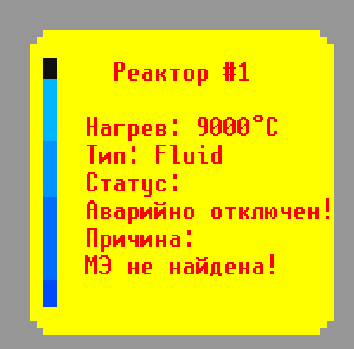 Реактор #1
Нагрев: 9000°C
Тип: Fluid
Статус:
Аварийно отключен!
Причина:
МЭ не найдена!